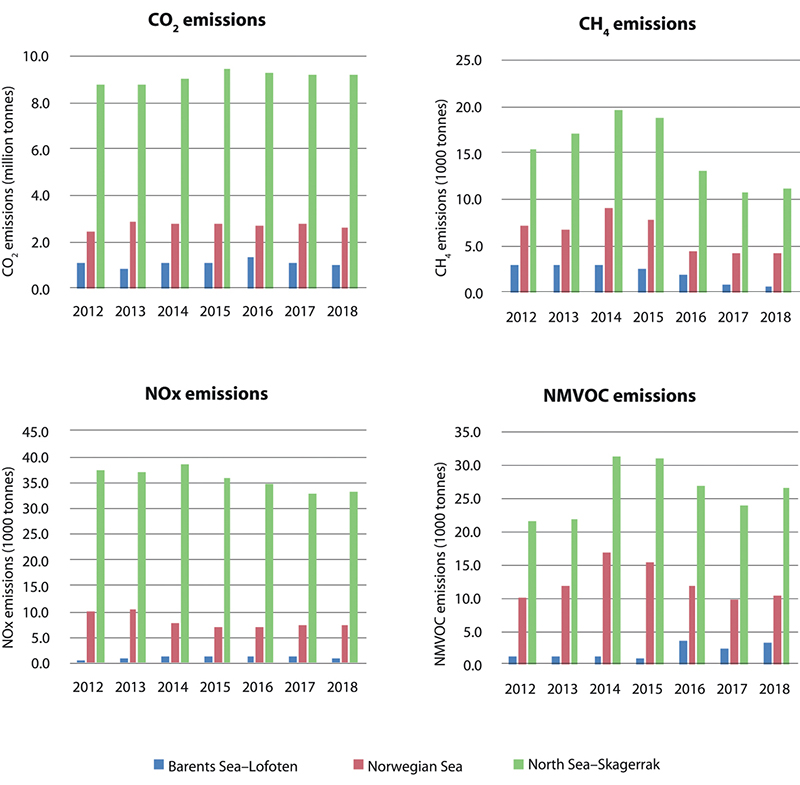 CO2 emissions
CO2 emissions (million tonnes)
10.0
8.0
6.0
4.0
2.0
0.0
2012 2013 2014 2015 2016 2017 2018
CH4 emissions
CH4 emissions (1000 tonnes)
25.0
20.0
15.0
10.0
5.0
0.0
2012 2013 2014 2015 2016 2017 2018
NOx emissions
NOx emissions (1000 tonnes)
45.0
40.0
35.0
30.0
25.0
20.0
15.0
10.0
5.0
0.0
2012 2013 2014 2015 2016 2017 2018
NMVOC emissions
NMVOC emissions (1000 tonnes)
35.0
30.0
25.0
20.0
15.0
10.0
5.0
0.0
2012 2013 2014 2015 2016 2017 2018
Barents Sea–Lofoten Norwegian Sea North Sea–Skagerrak